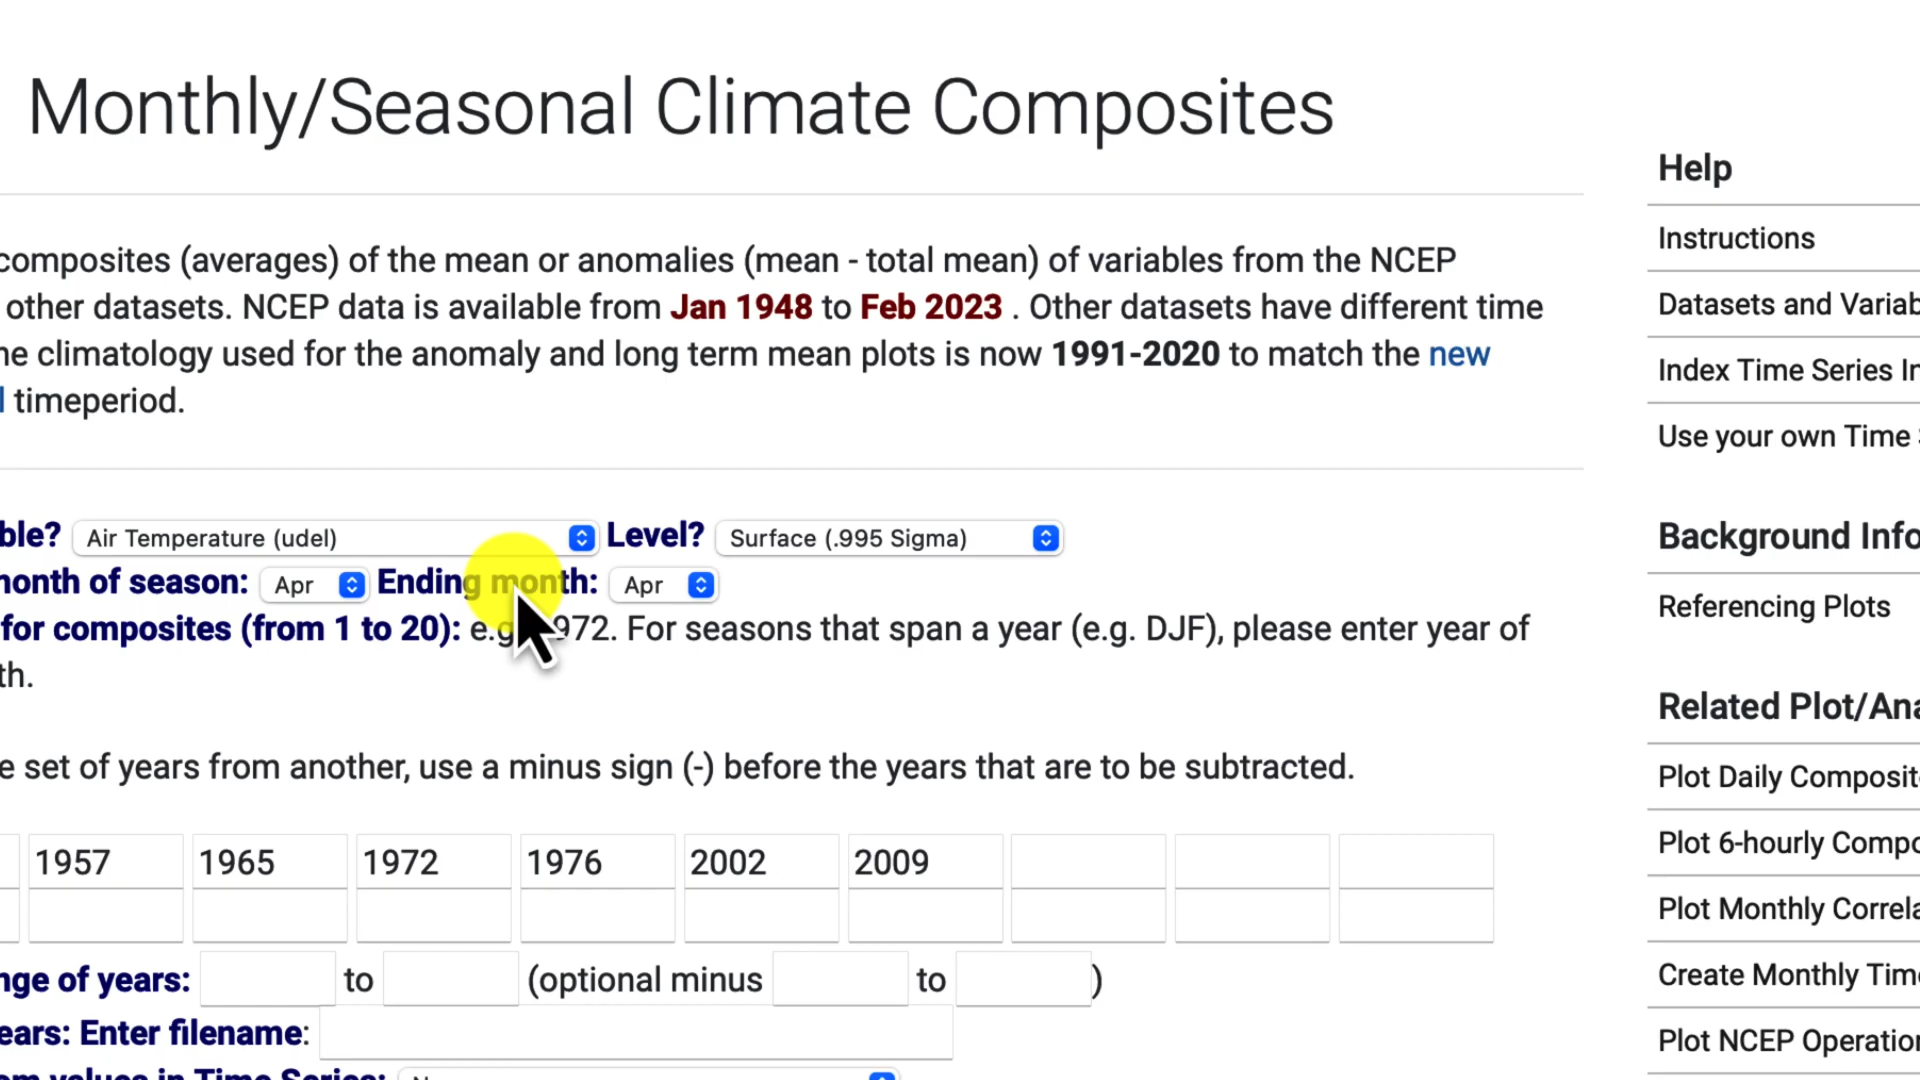 Monthly/Seasonal Climate Composites
composites (averages) of the mean or anomalies (mean - total mean) of variables from the NCEP
other datasets. NCEP data is available from Jan 1948 to Feb 2023 . Other datasets have different time
climatology used for the anomaly and long term mean plots is now 1991-2020 to match the new
timeperiod.
ble? Air Temperature (udel) Level? Surface (.995 Sigma)
month of season: Apr Ending month: Apr
for composites (from 1 to 20): e.g. 1972. For seasons that span a year (e.g. DJF), please enter year of
th.
e set of years from another, use a minus sign (-) before the years that are to be subtracted.
1957 1965 1972 1976 2002 2009
nge of years: to (optional minus to )
ears: Enter filename:
om values in Time Series:
Help
Instructions
Datasets and Variab
Index Time Series In
Use your own Time
Background Info
Referencing Plots
Related Plot/Ana
Plot Daily Composit
Plot 6-hourly Compo
Plot Monthly Correla
Create Monthly Time
Plot NCEP Operation